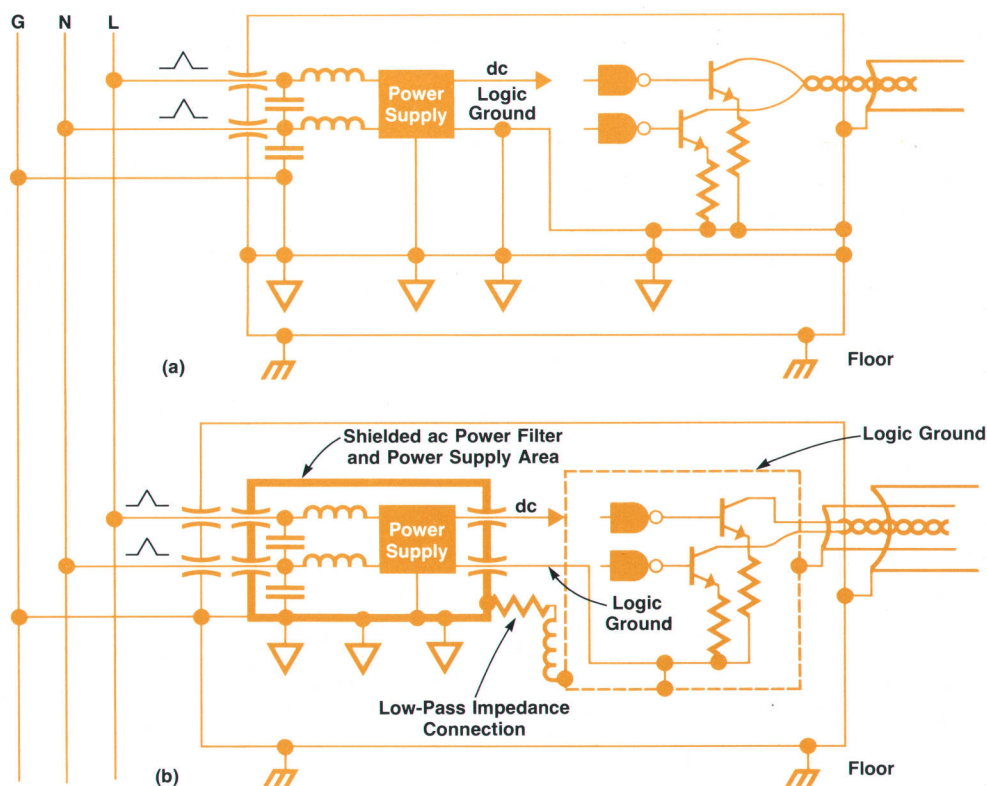 G N L
dc
Power
Supply
Logic
Ground
(a)
Floor
Shielded ac Power Filter
and Power Supply Area
Logic Ground
dc
Power
Supply
Logic
Ground
Low-Pass Impedance
Connection
(b)
Floor